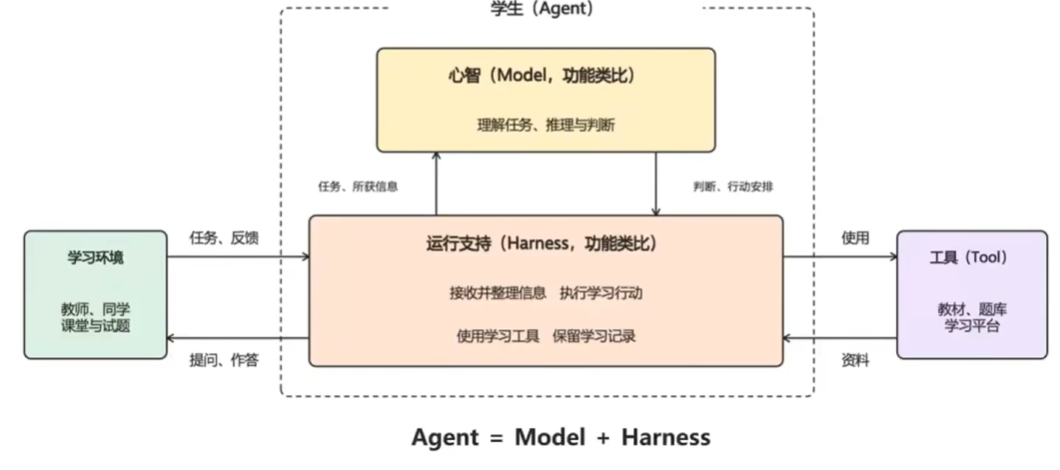 学生（Agent）
心智（Model，功能类比）
理解任务、推理与判断
任务、所获信息
判断、行动安排
学习环境
教师、同学
课堂与试题
任务、反馈
提问、作答
运行支持（Harness，功能类比）
接收并整理信息 执行学习行动
使用学习工具 保留学习记录
使用
资料
工具（Tool）
教材、题库
学习平台
Agent = Model + Harness